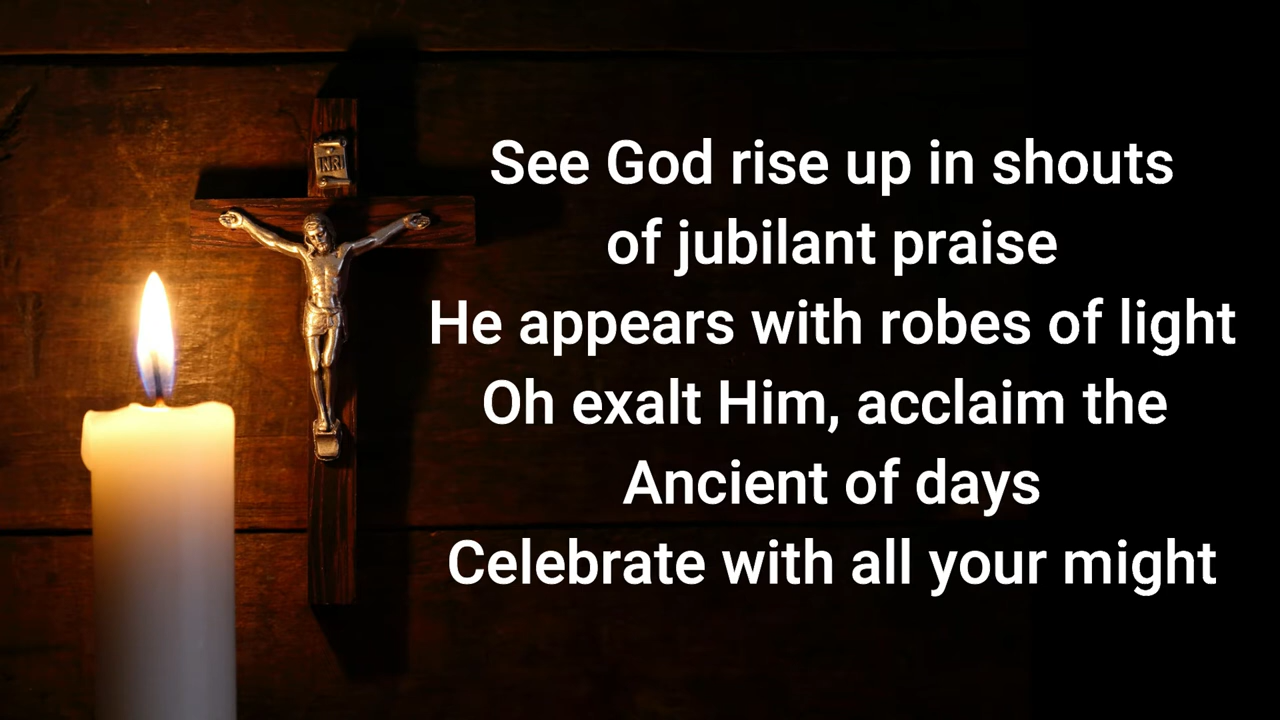 INRI
See God rise up in shouts
of jubilant praise
He appears with robes of light
Oh exalt Him, acclaim the
Ancient of days
Celebrate with all your might